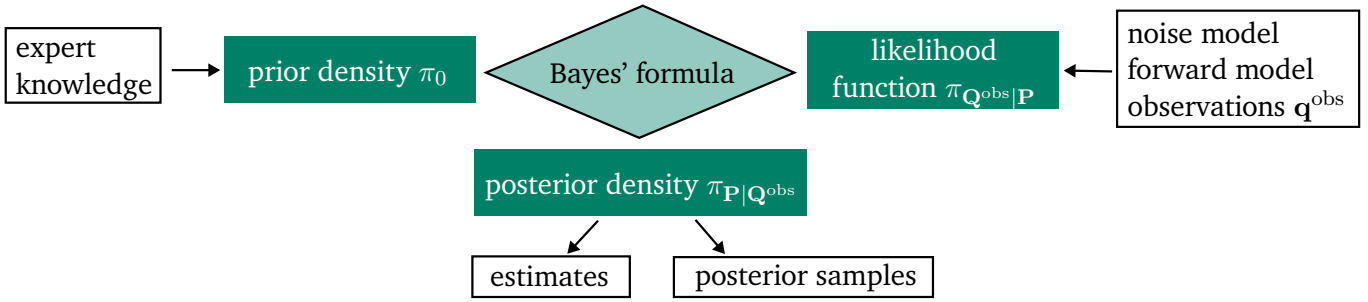 expert
knowledge
prior density π₀
Bayes’ formula
likelihood
function π_{𝐐^{obs}|𝐏}
noise model
forward model
observations 𝐪^{obs}
posterior density π_{𝐏|𝐐^{obs}}
estimates
posterior samples